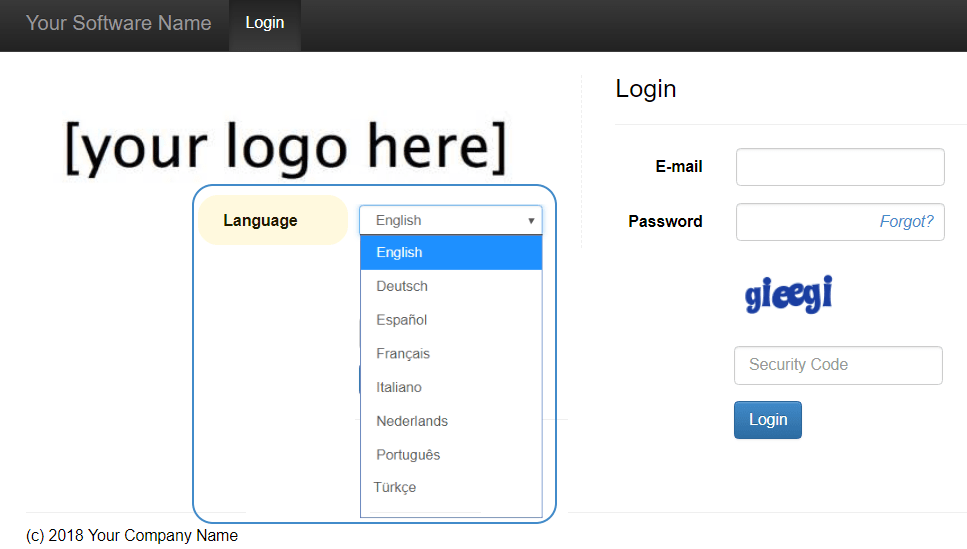 Your Software Name
Login
[your logo here]
Language
English
English
Deutsch
Español
Français
Italiano
Nederlands
Português
Türkçe
Login
E-mail
Password Forgot?
gieegi
Security Code
Login
(c) 2018 Your Company Name